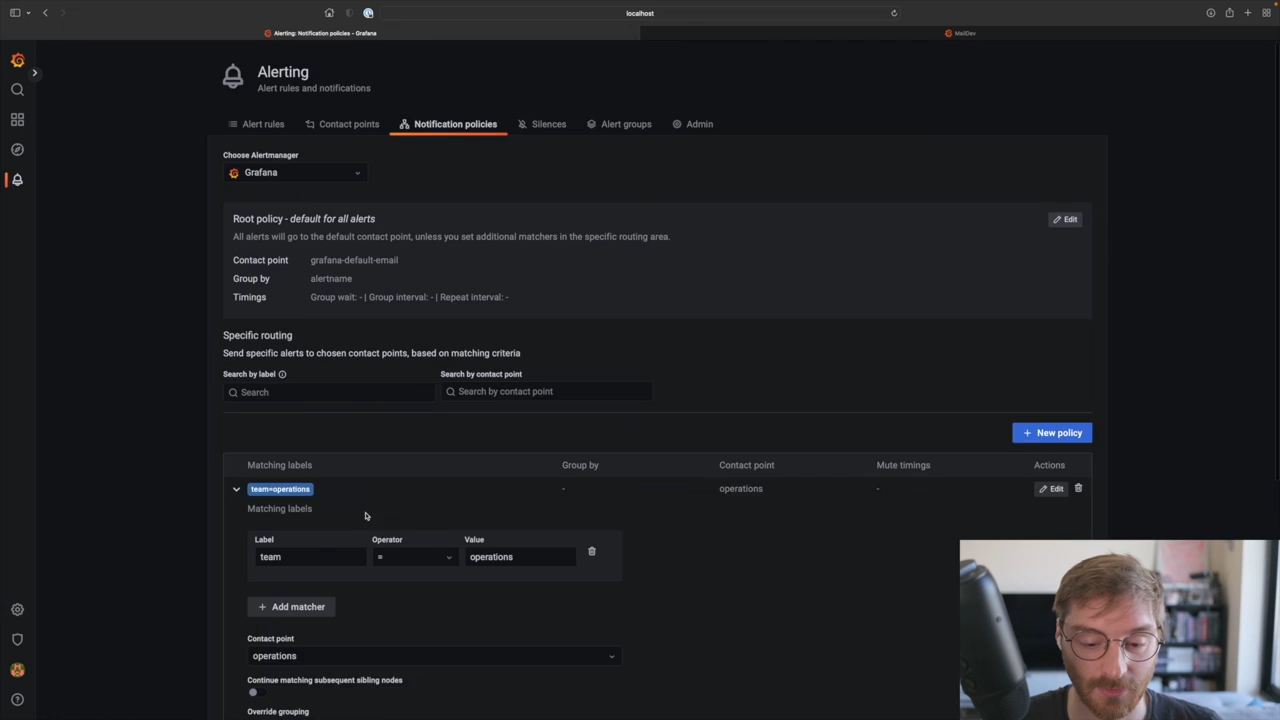 localhost
Alerting: Notification policies - Grafana
MailDev
Alerting
Alert rules and notifications
Alert rules
Contact points
Notification policies
Silences
Alert groups
Admin
Choose Alertmanager
Grafana
Root policy - default for all alerts
Edit
All alerts will go to the default contact point, unless you set additional matchers in the specific routing area.
Contact point grafana-default-email
Group by alertname
Timings Group wait: - | Group interval: - | Repeat interval: -
Specific routing
Send specific alerts to chosen contact points, based on matching criteria
Search by label
Search by contact point
Search
Search by contact point
New policy
Matching labels Group by Contact point Mute timings Actions
team=operations - operations - Edit
Matching labels
Label Operator Value
team = operations
Add matcher
Contact point
operations
Continue matching subsequent sibling nodes
Override grouping